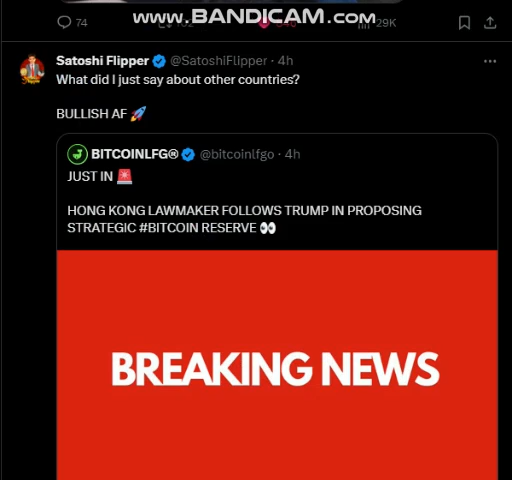 www.BANDICAM.com
74
29K
Satoshi Flipper @SatoshiFlipper · 4h
What did I just say about other countries?
BULLISH AF 🚀
BITCOINLFG® @bitcoinlfgo · 4h
JUST IN 🚨
HONG KONG LAWMAKER FOLLOWS TRUMP IN PROPOSING
STRATEGIC #BITCOIN RESERVE 👀
BREAKING NEWS